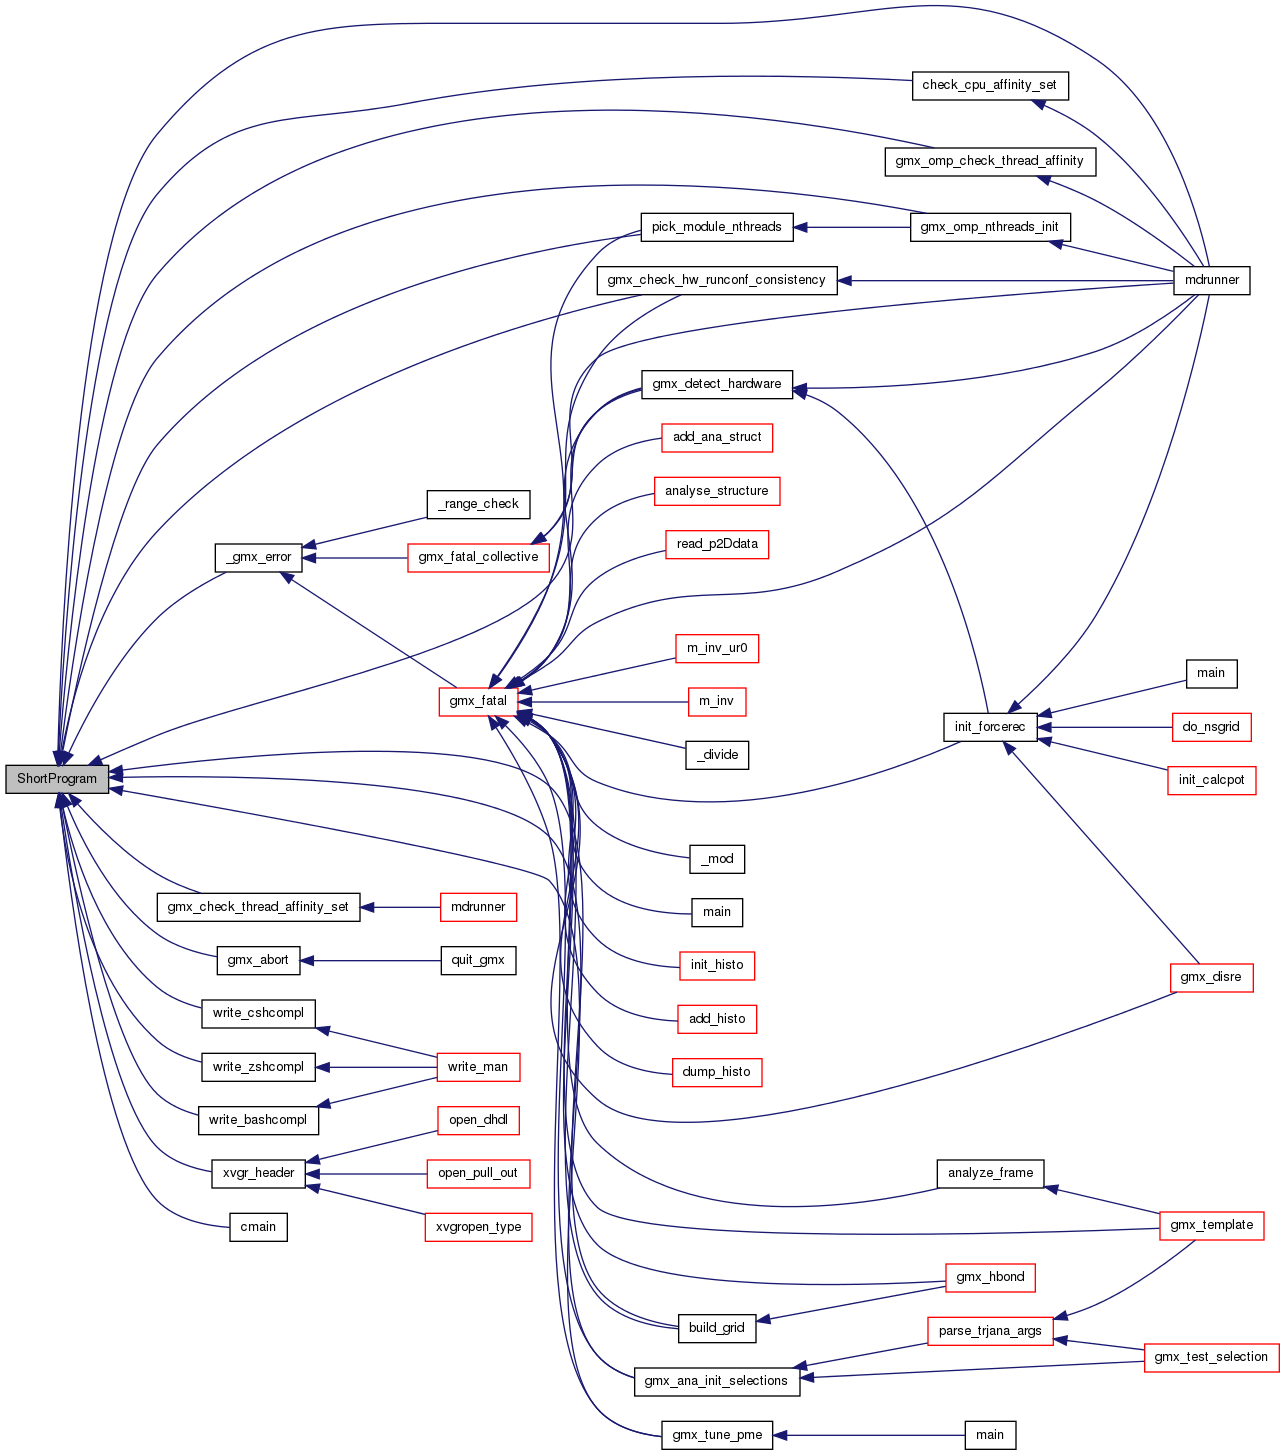 check_cpu_affinity_set
gmx_omp_check_thread_affinity
pick_module_nthreads
gmx_omp_nthreads_init
gmx_check_hw_runconf_consistency
mdrunner
gmx_detect_hardware
add_ana_struct
analyse_structure
_range_check
read_p2Ddata
_gmx_error
gmx_fatal_collective
m_inv_ur0
main
gmx_fatal
m_inv
init_forcerec
do_nsgrid
_divide
ShortProgram
init_calcpot
_mod
gmx_check_thread_affinity_set
mdrunner
main
gmx_abort
quit_gmx
init_histo
gmx_disre
write_cshcompl
add_histo
write_zshcompl
write_man
dump_histo
write_bashcompl
open_dhdl
xvgr_header
open_pull_out
analyze_frame
cmain
xvgropen_type
gmx_template
gmx_hbond
build_grid
parse_trjana_args
gmx_test_selection
gmx_ana_init_selections
gmx_tune_pme
main